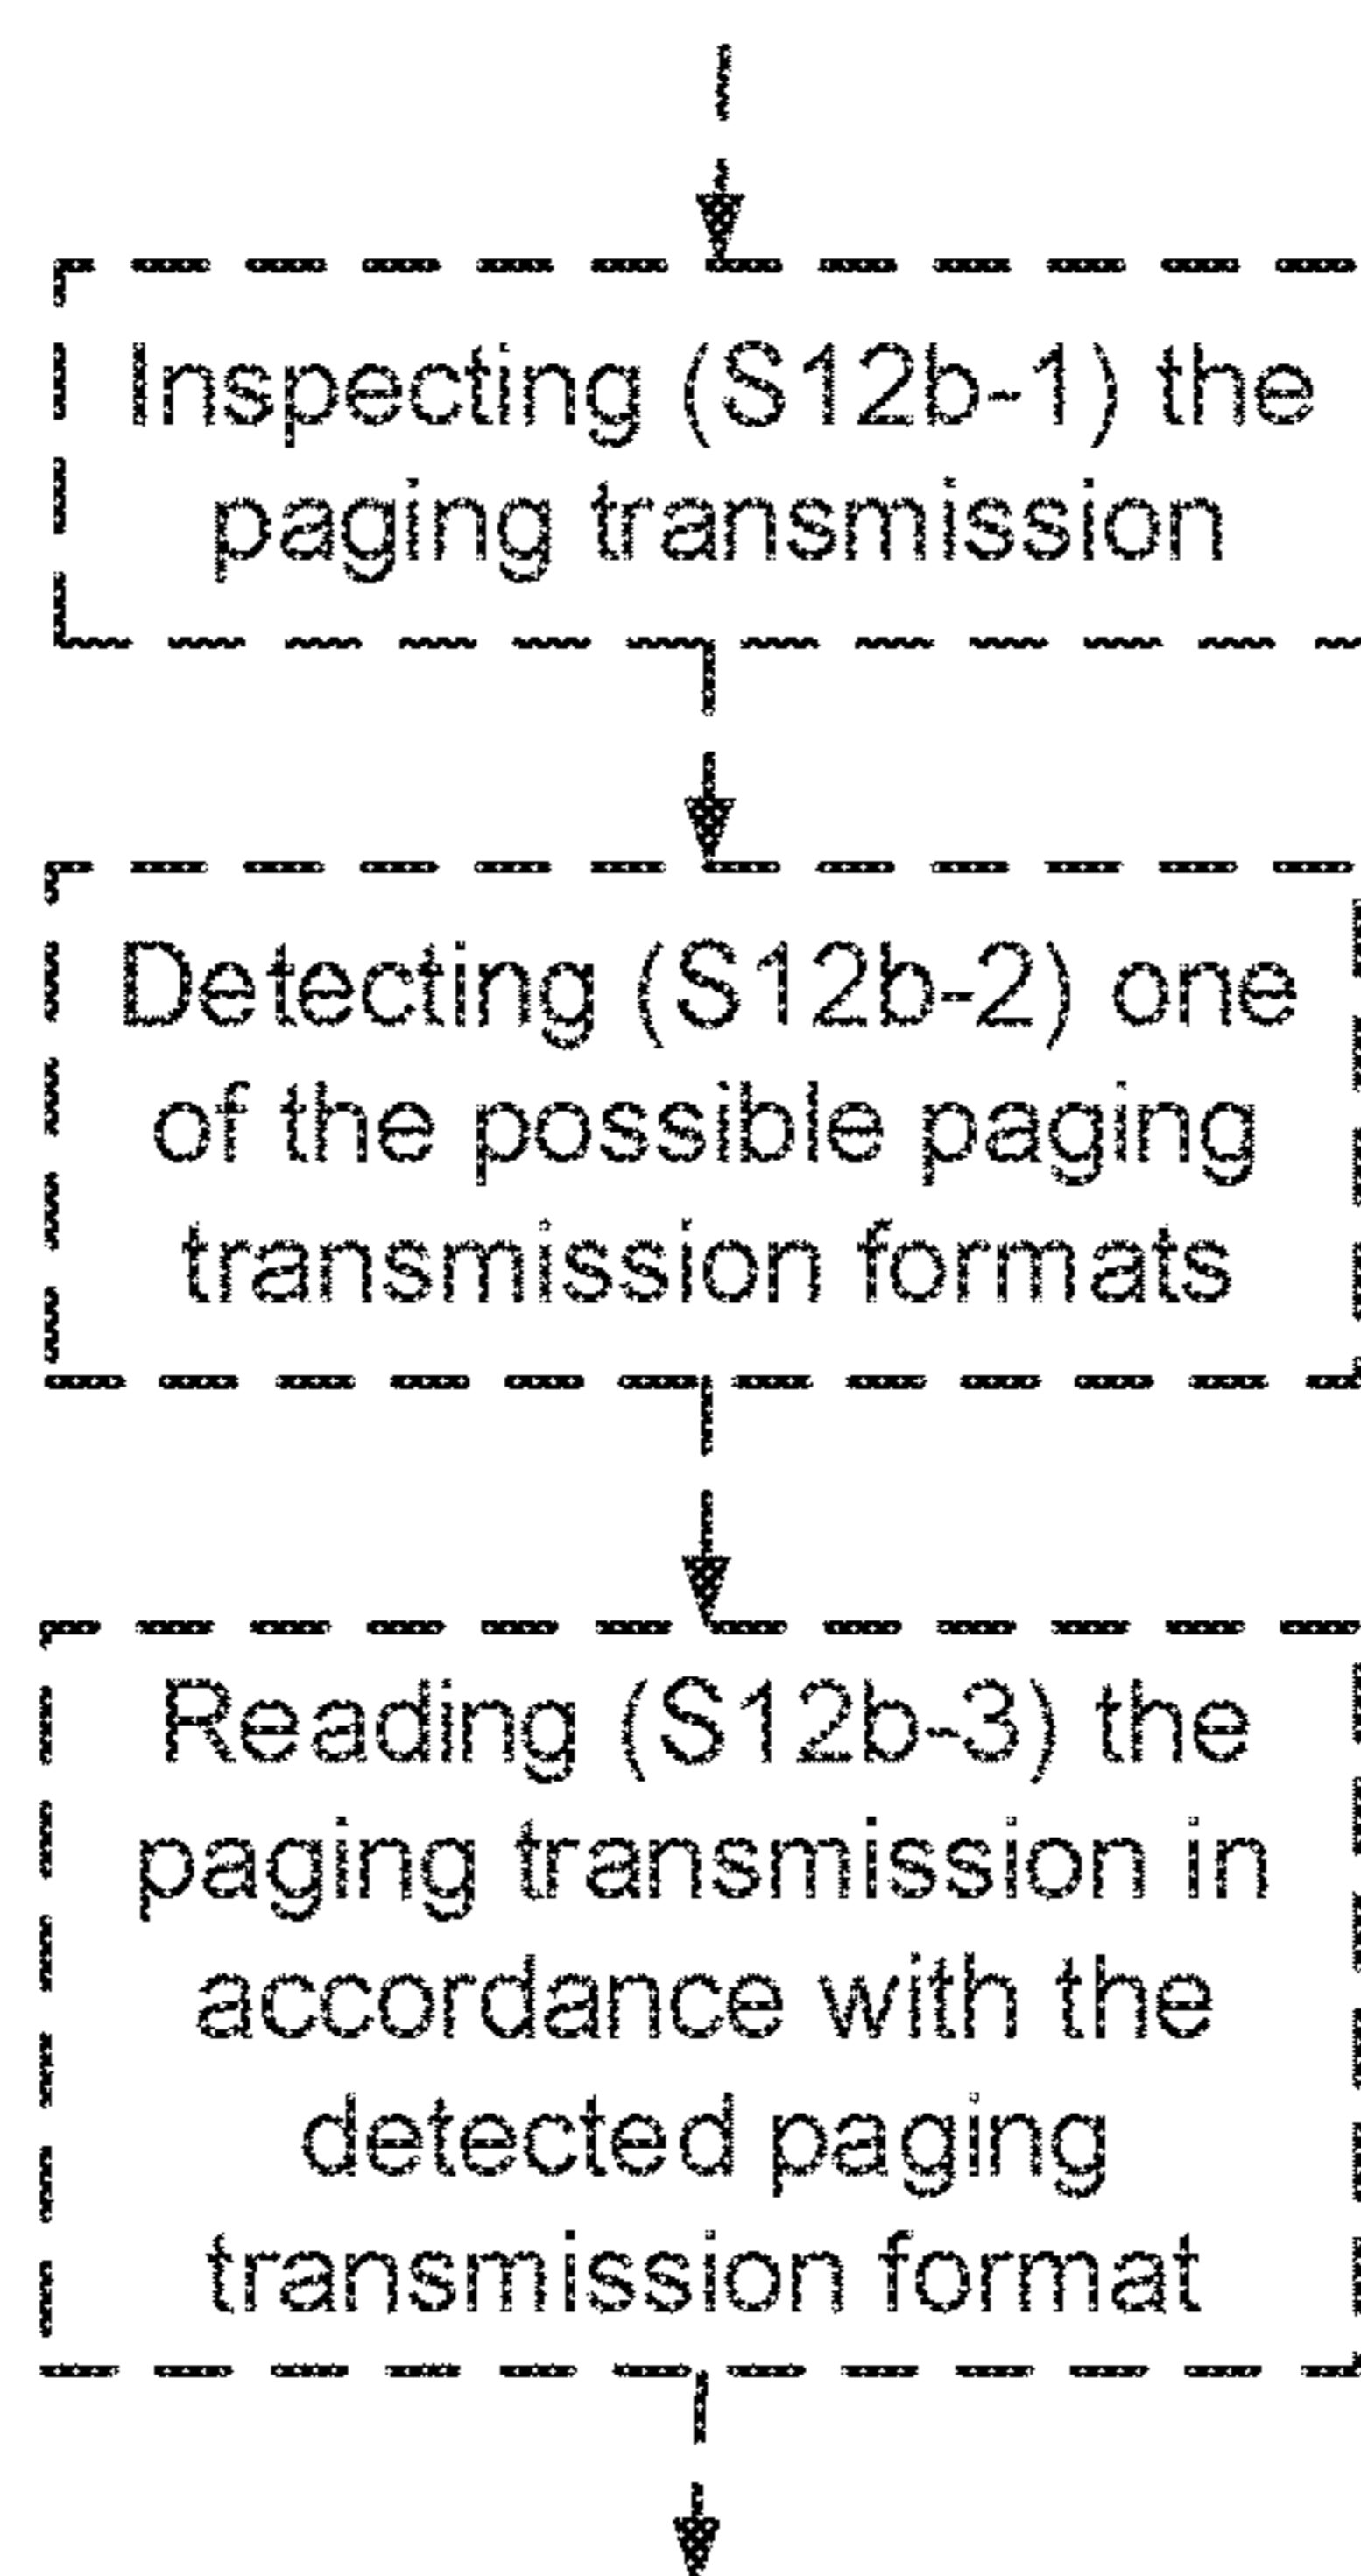 Inspecting (S12b-1) the
paging transmission
Detecting (S12b-2) one
of the possible paging
transmission formats
Reading (S12b-3) the
paging transmission in
accordance with the
detected paging
transmission format